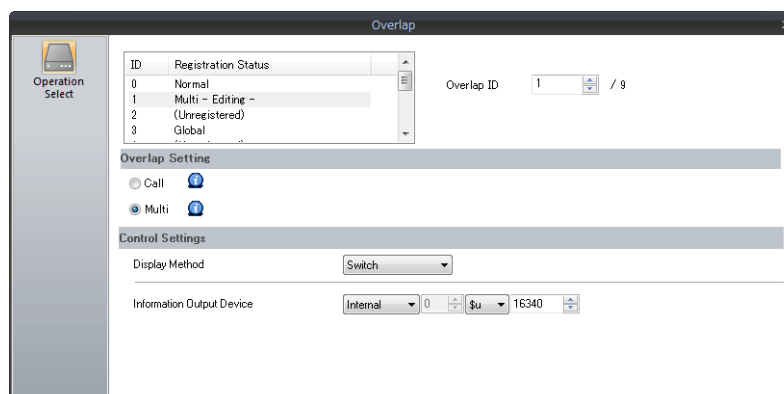 Overlap
Operation
Select
ID Registration Status
0 Normal
1 Multi - Editing -
2 (Unregistered)
3 Global
Overlap ID 1 / 9
Overlap Setting
Call
Multi
Control Settings
Display Method Switch
Information Output Device Internal 0 $u 16340